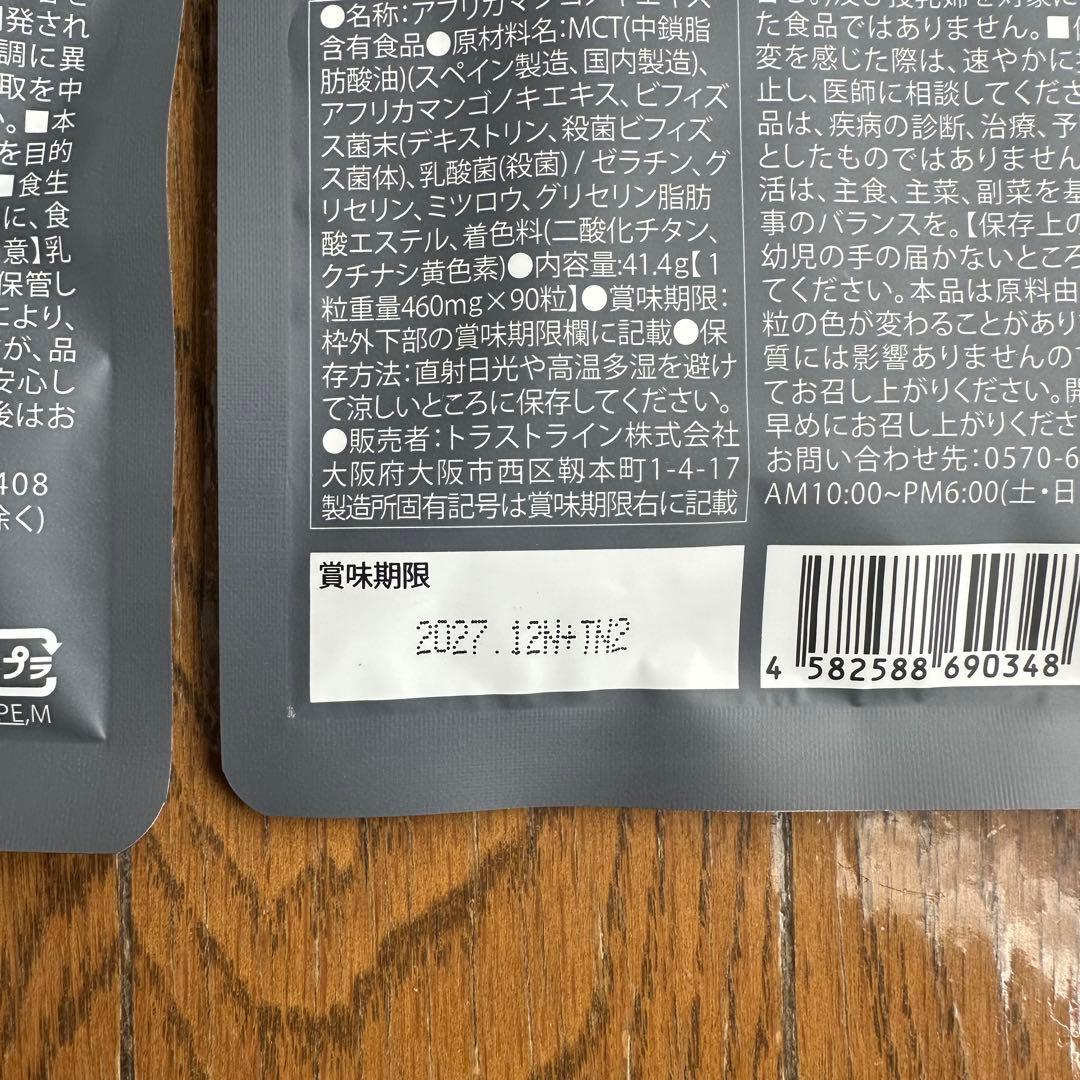 発され
調に異
取を中
。■本
を目的
■食生
に、食
意】乳
保管し
により、
が、品
安心し
後はお
408
除く)
プラ
PE,M
●名称:アフリカマンゴノキエキス
含有食品●原材料名:MCT(中鎖脂
肪酸油)(スペイン製造、国内製造)、
アフリカマンゴノキエキス、ビフィズ
ス菌末(デキストリン、殺菌ビフィズ
ス菌体)、乳酸菌(殺菌) / ゼラチン、グ
リセリン、ミツロウ、グリセリン脂肪
酸エステル、着色料(二酸化チタン、
クチナシ黄色素)●内容量:41.4g【1
粒重量460mg×90粒】●賞味期限:
枠外下部の賞味期限欄に記載●保
存方法:直射日光や高温多湿を避け
て涼しいところに保存してください。
●販売者:トラストライン株式会社
大阪府大阪市西区靱本町1-4-17
製造所固有記号は賞味期限右に記載
賞味期限
2027.12N+TN2
た食品ではありません。■
変を感じた際は、速やかに
止し、医師に相談してくださ
品は、疾病の診断、治療、予
としたものではありません
活は、主食、主菜、副菜を基
事のバランスを。【保存上の
幼児の手の届かないところ
てください。本品は原料由
粒の色が変わることがあり
質には影響ありませんの
てお召し上がりください。開
早めにお召し上がりくださ
お問い合わせ先:0570-6
AM10:00~PM6:00(土・日
4 582588 690348